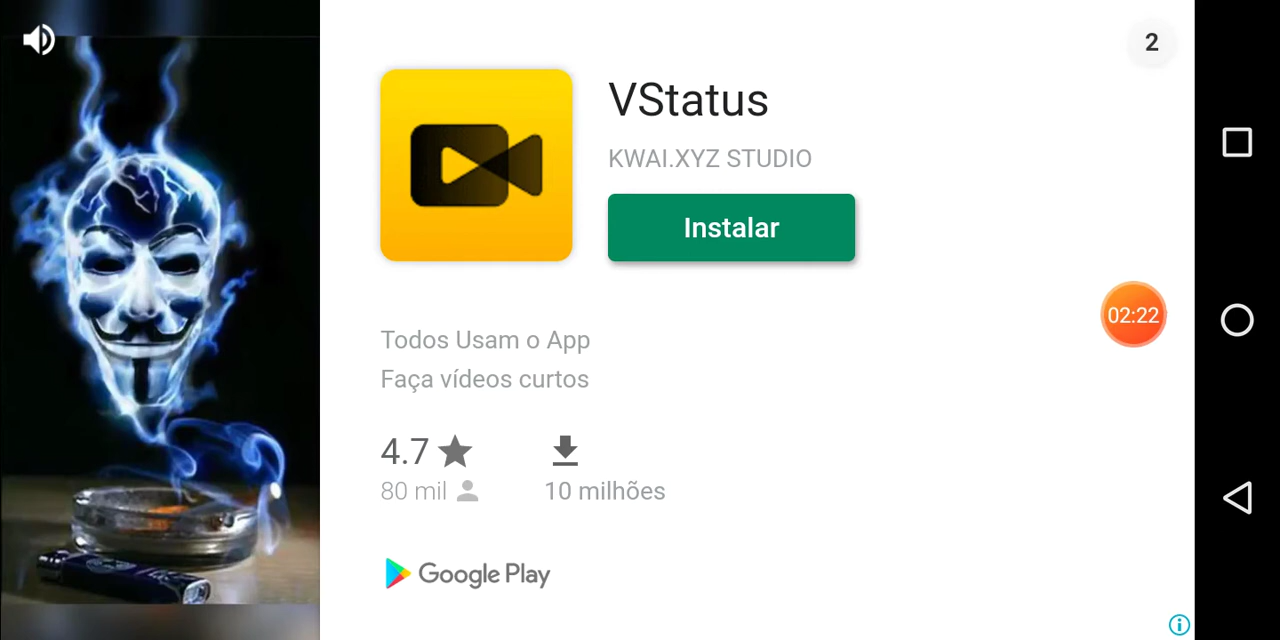 2
VStatus
KWAI.XYZ STUDIO
Instalar
02:22
Todos Usam o App
Faça vídeos curtos
4.7
80 mil
10 milhões
Google Play